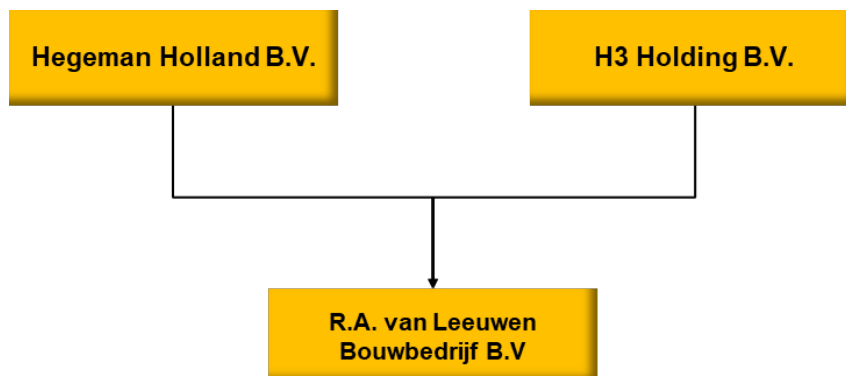 Hegeman Holland B.V.
H3 Holding B.V.
R.A. van Leeuwen
Bouwbedrijf B.V